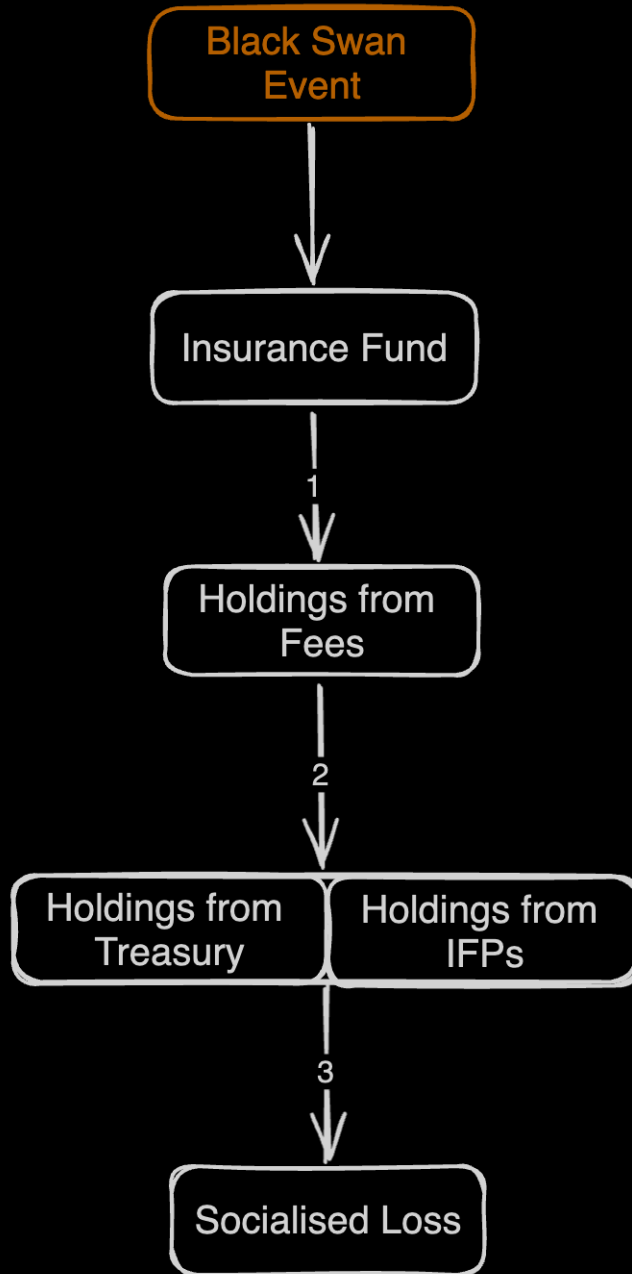 Black Swan
Event
Insurance Fund
1
Holdings from
Fees
2
Holdings from
Treasury
Holdings from
IFPs
3
Socialised Loss